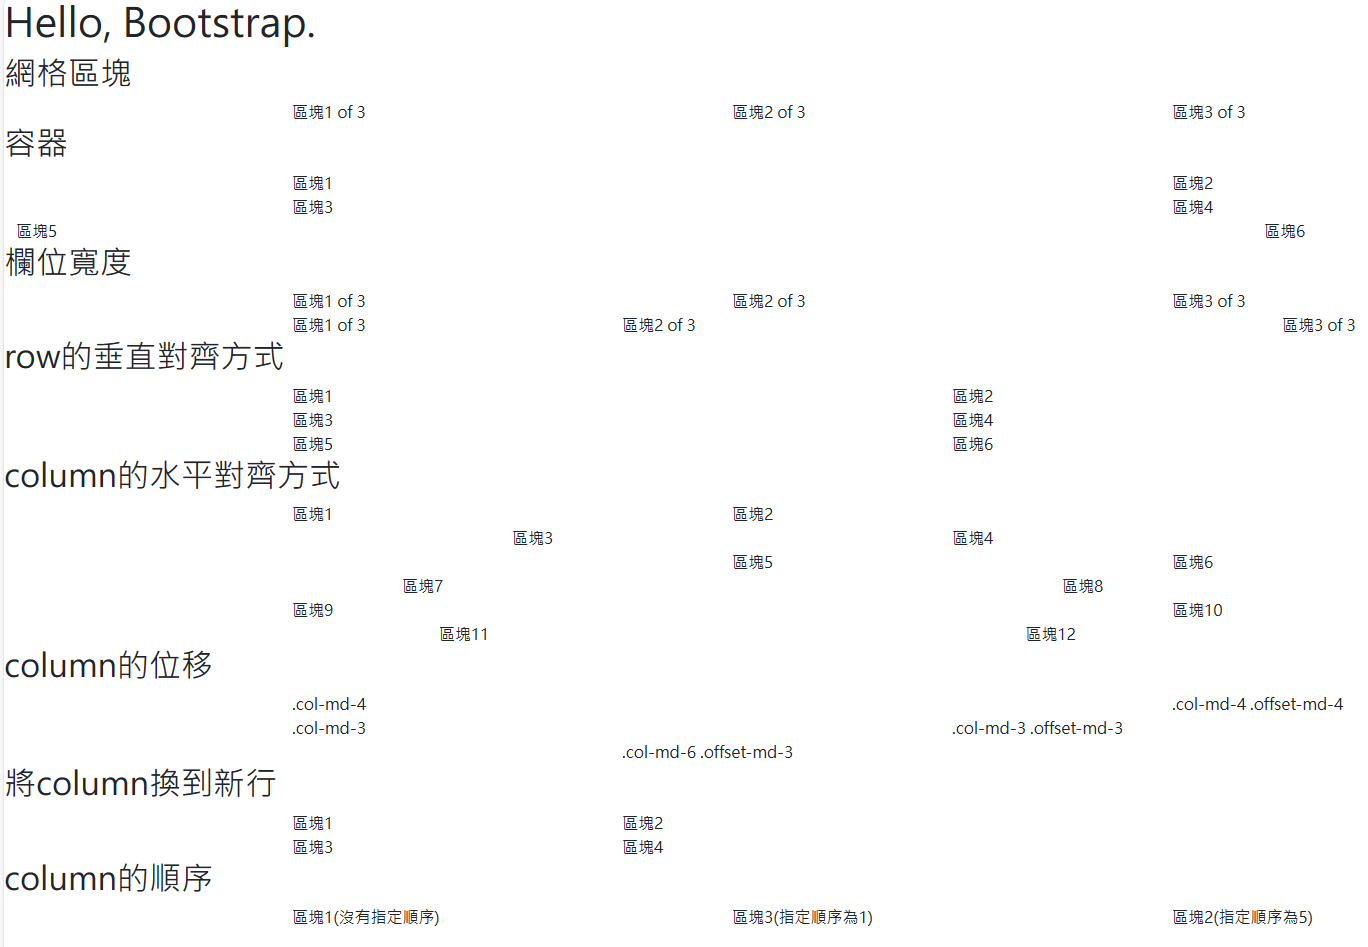 Hello, Bootstrap.
網格區塊
區塊1 of 3 區塊2 of 3 區塊3 of 3
容器
區塊1 區塊2
區塊3 區塊4
區塊5 區塊6
欄位寬度
區塊1 of 3 區塊2 of 3 區塊3 of 3
區塊1 of 3 區塊2 of 3 區塊3 of 3
row的垂直對齊方式
區塊1 區塊2
區塊3 區塊4
區塊5 區塊6
column的水平對齊方式
區塊1 區塊2
區塊3 區塊4
區塊5 區塊6
區塊7 區塊8
區塊9 區塊10
區塊11 區塊12
column的位移
.col-md-4 .col-md-4 .offset-md-4
.col-md-3 .col-md-3 .offset-md-3
.col-md-6 .offset-md-3
將column換到新行
區塊1 區塊2
區塊3 區塊4
column的順序
區塊1(沒有指定順序) 區塊3(指定順序為1) 區塊2(指定順序為5)